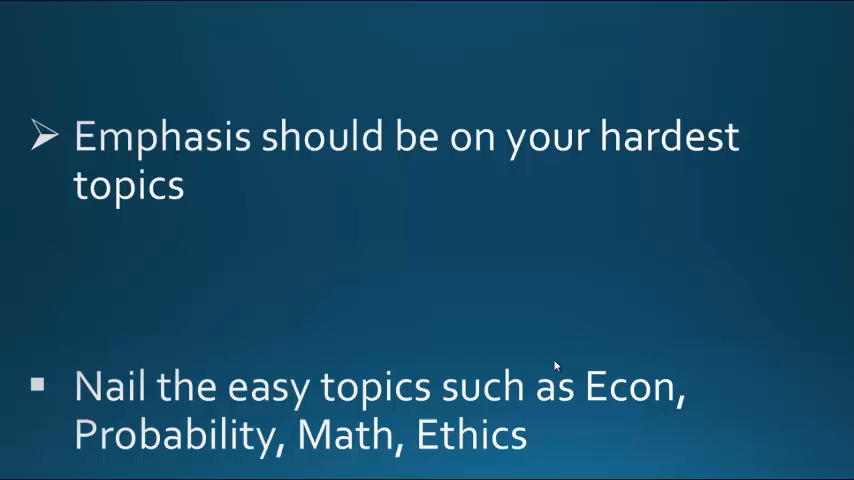 Emphasis should be on your hardest
topics
Nail the easy topics such as Econ,
Probability, Math, Ethics